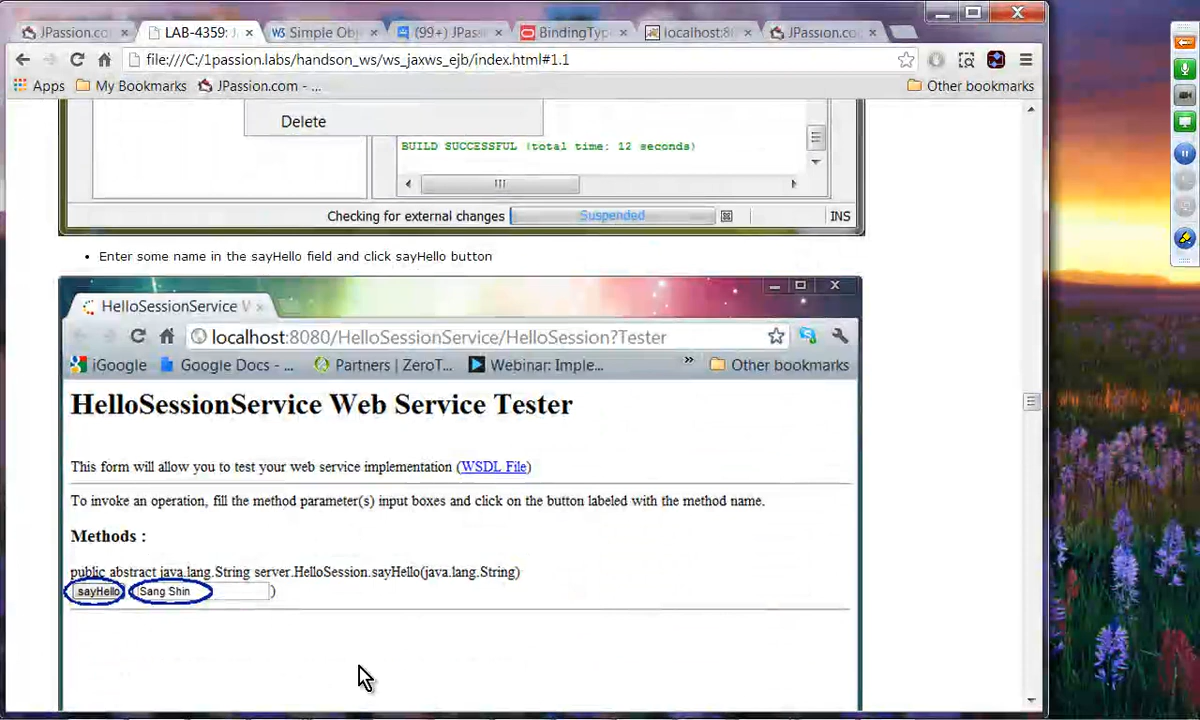 JPassion.co
LAB-4359: J
Simple Obj
(99+) JPass
BindingTyp
localhost:80
JPassion.co
file:///C:/1passion.labs/handson_ws/ws_jaxws_ejb/index.html#1.1
Apps My Bookmarks JPassion.com - ... Other bookmarks
Delete
BUILD SUCCESSFUL (total time: 12 seconds)
Checking for external changes Suspended INS
• Enter some name in the sayHello field and click sayHello button
HelloSessionService W
localhost:8080/HelloSessionService/HelloSession?Tester
iGoogle Google Docs - ... Partners | ZeroT... Webinar: Imple... » Other bookmarks
HelloSessionService Web Service Tester
This form will allow you to test your web service implementation (WSDL File)
To invoke an operation, fill the method parameter(s) input boxes and click on the button labeled with the method name.
Methods :
public abstract java.lang.String server.HelloSession.sayHello(java.lang.String)
sayHello Sang Shin )